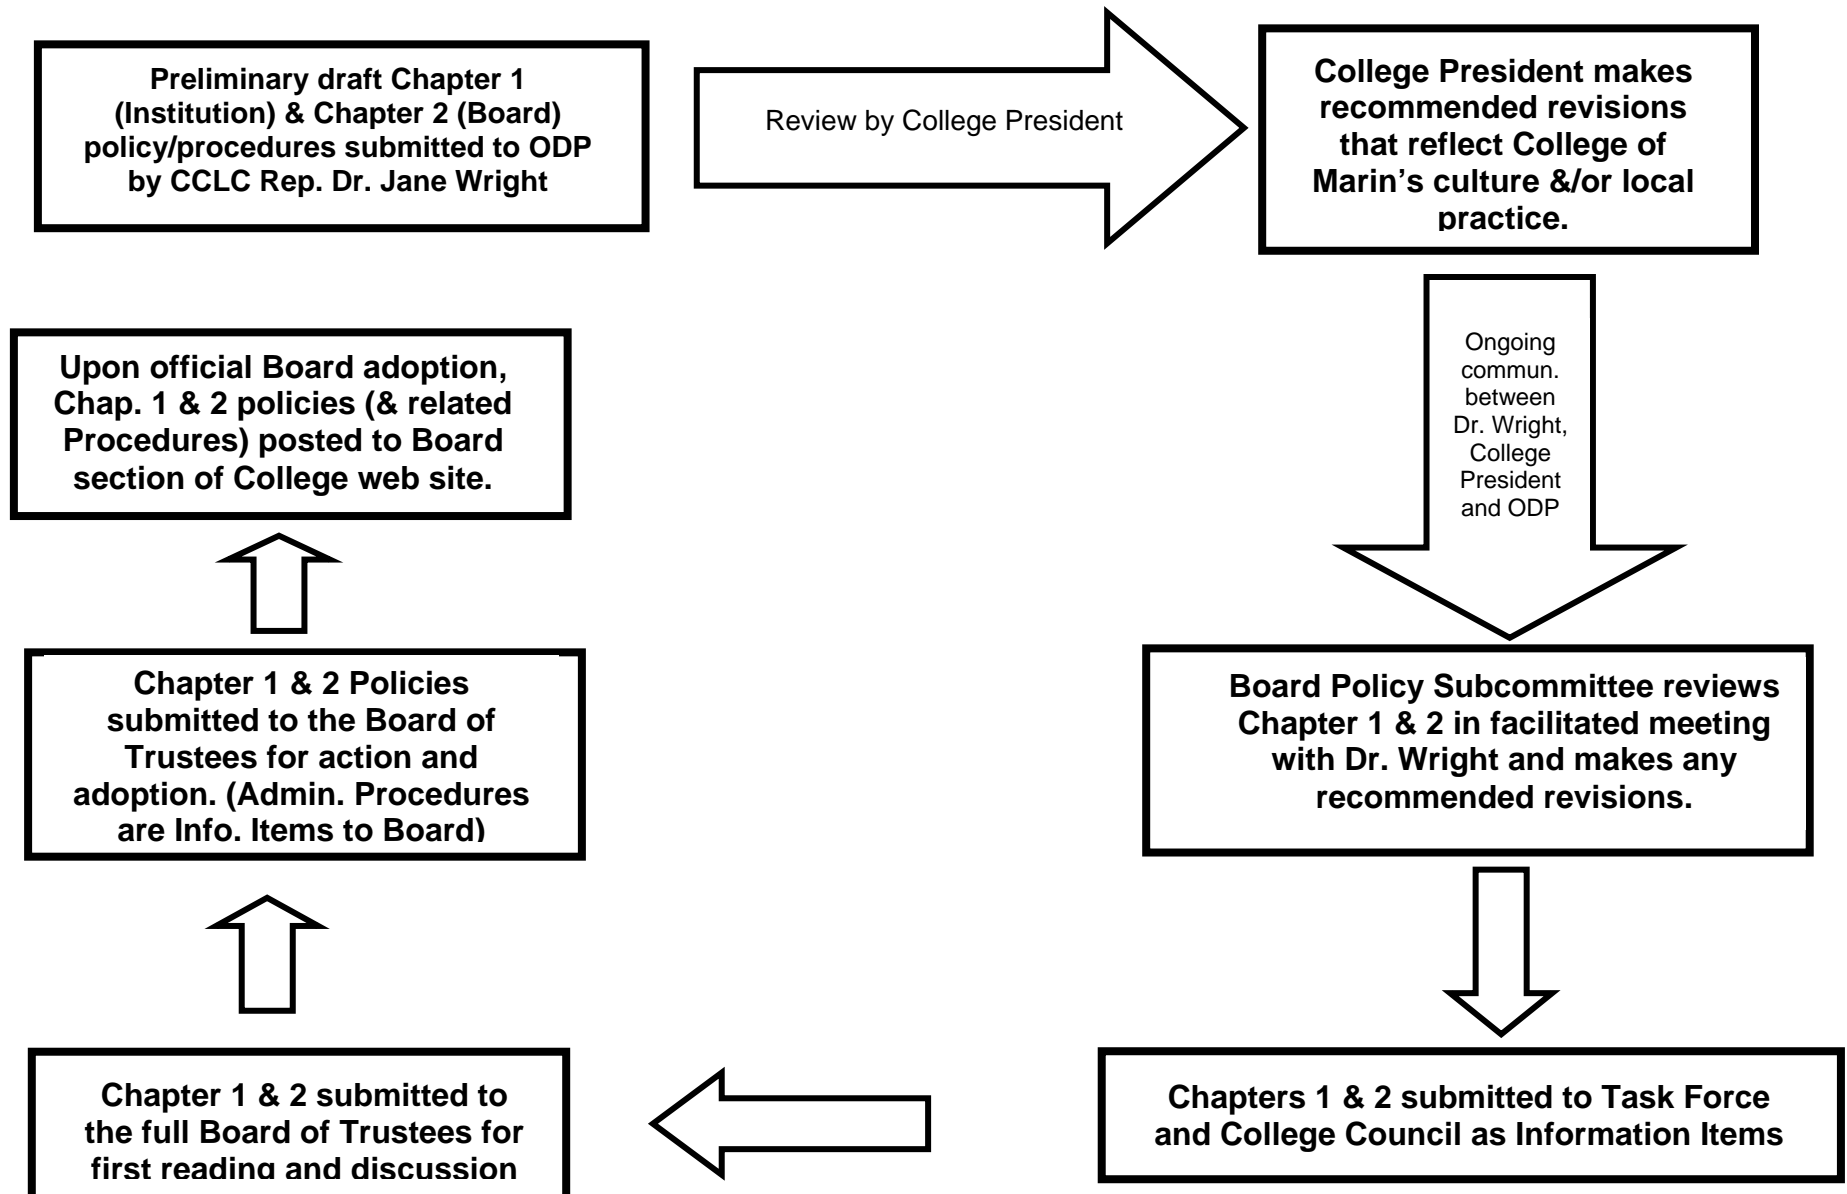 Preliminary draft Chapter 1
(Institution) & Chapter 2 (Board)
policy/procedures submitted to ODP
by CCLC Rep. Dr. Jane Wright
Review by College President
College President makes
recommended revisions
that reflect College of
Marin’s culture &/or local
practice.
Ongoing
commun.
between
Dr. Wright,
College
President
and ODP
Board Policy Subcommittee reviews
Chapter 1 & 2 in facilitated meeting
with Dr. Wright and makes any
recommended revisions.
Chapters 1 & 2 submitted to Task Force
and College Council as Information Items
Chapter 1 & 2 submitted to
the full Board of Trustees for
first reading and discussion
Chapter 1 & 2 Policies
submitted to the Board of
Trustees for action and
adoption. (Admin. Procedures
are Info. Items to Board)
Upon official Board adoption,
Chap. 1 & 2 policies (& related
Procedures) posted to Board
section of College web site.